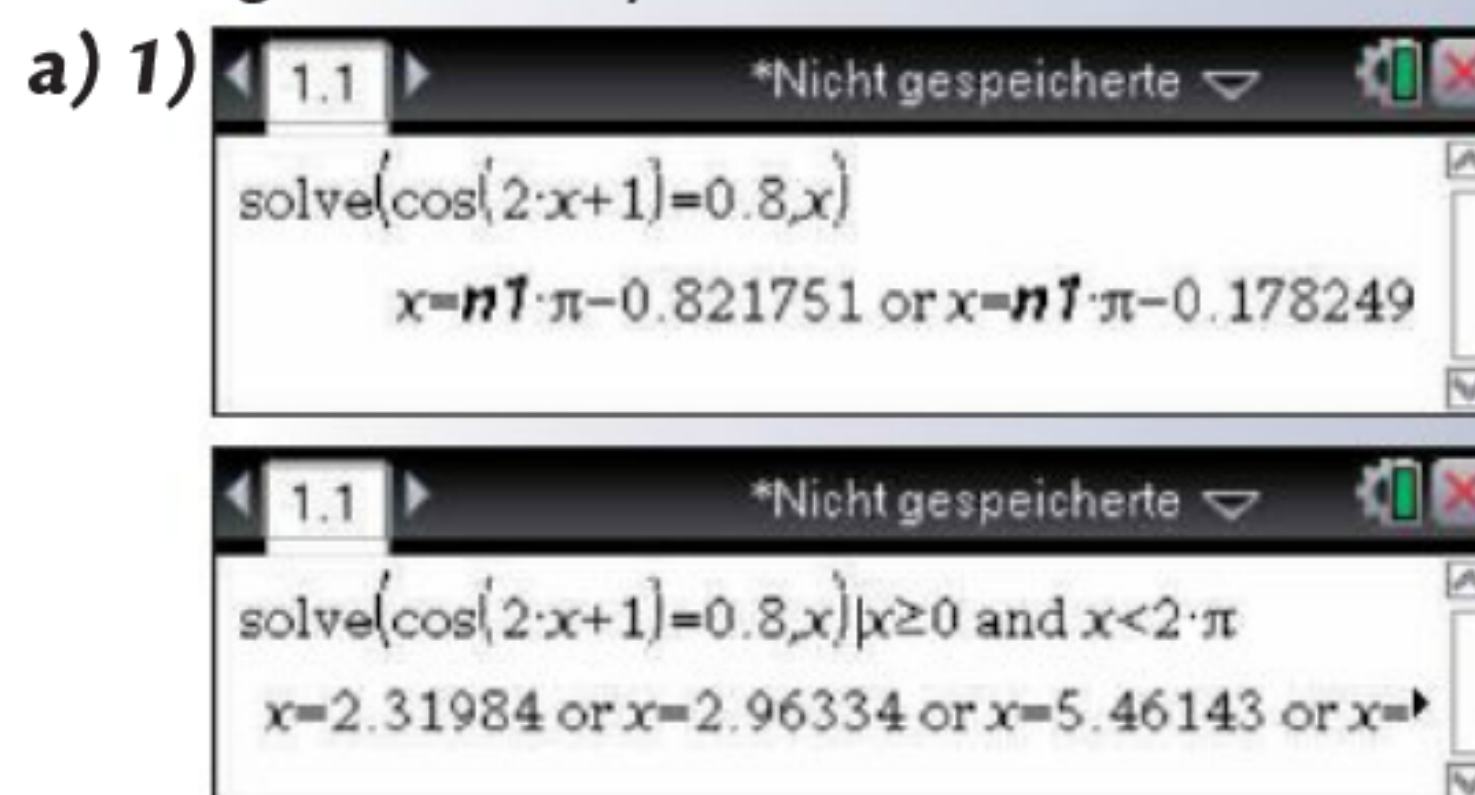 a) 1)
1.1 *Nicht gespeicherte
solve(cos(2·x+1)=0.8,x)
x=n1·π−0.821751 or x=n1·π−0.178249
1.1 *Nicht gespeicherte
solve(cos(2·x+1)=0.8,x)|x≥0 and x<2·π
x=2.31984 or x=2.96334 or x=5.46143 or x=